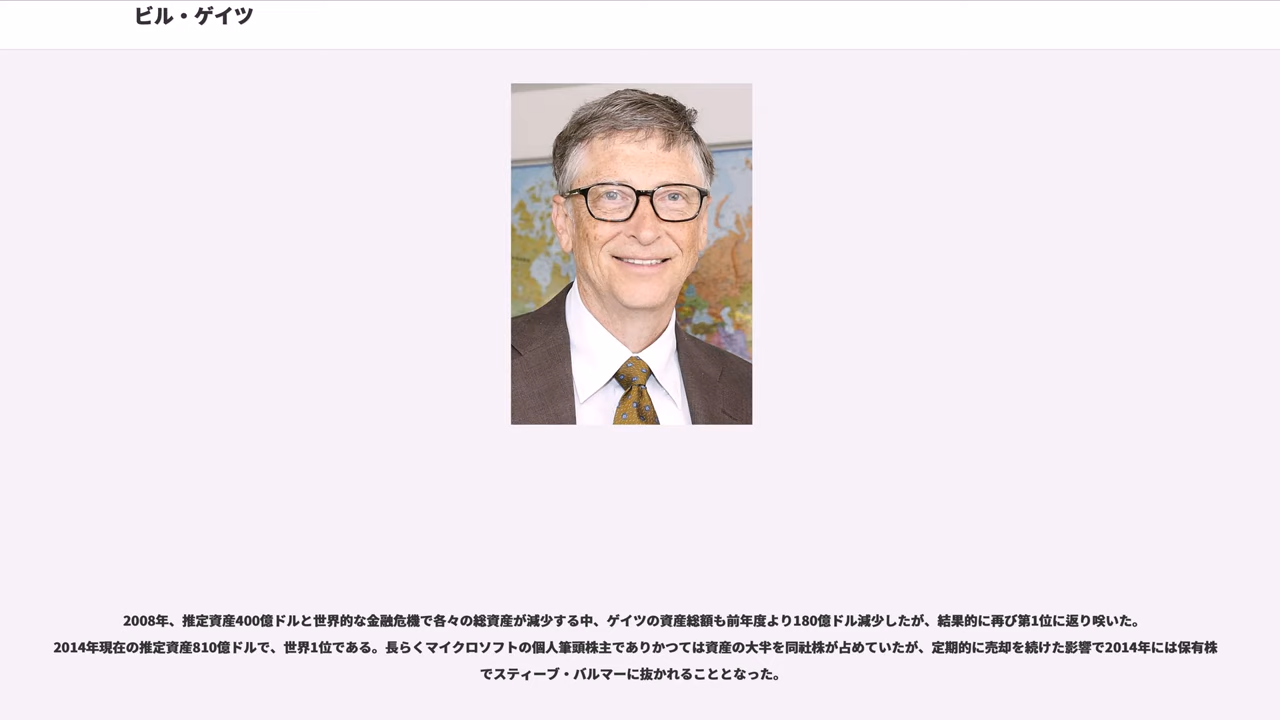 ビル・ゲイツ
2008年、推定資産400億ドルと世界的な金融危機で各々の総資産が減少する中、ゲイツの資産総額も前年度より180億ドル減少したが、結果的に再び第1位に返り咲いた。
2014年現在の推定資産810億ドルで、世界1位である。長らくマイクロソフトの個人筆頭株主でありかつては資産の大半を同社株が占めていたが、定期的に売却を続けた影響で2014年には保有株
でスティーブ・バルマーに抜かれることとなった。